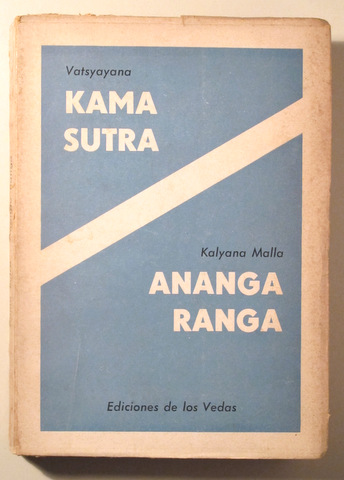 Vatsyayana
KAMA
SUTRA
Kalyana Malla
ANANGA
RANGA
Ediciones de los Vedas